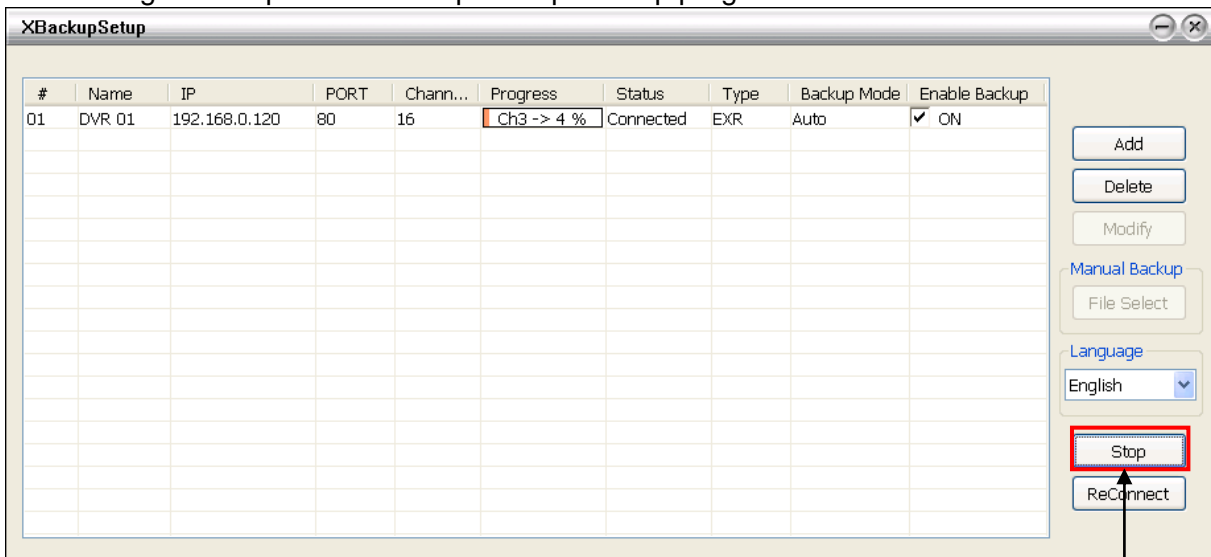 XBackupSetup
# Name IP PORT Chann... Progress Status Type Backup Mode Enable Backup
01 DVR 01 192.168.0.120 80 16 Ch3 -> 4 % Connected EXR Auto ON
Add
Delete
Modify
Manual Backup
File Select
Language
English
Stop
ReConnect